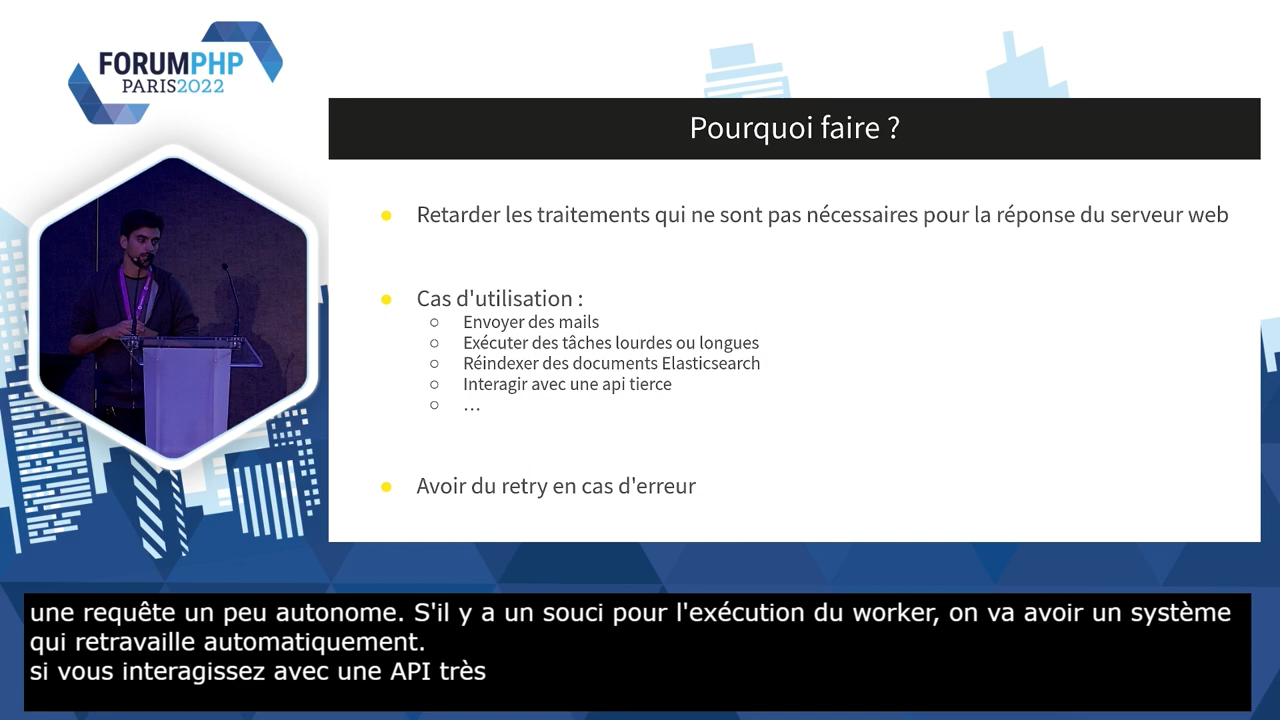 FORUMPHP
PARIS2022
Pourquoi faire ?
Retarder les traitements qui ne sont pas nécessaires pour la réponse du serveur web
Cas d'utilisation :
Envoyer des mails
Exécuter des tâches lourdes ou longues
Réindexer des documents Elasticsearch
Interagir avec une api tierce
…
Avoir du retry en cas d'erreur
une requête un peu autonome. S'il y a un souci pour l'exécution du worker, on va avoir un système
qui retravaille automatiquement.
si vous interagissez avec une API très